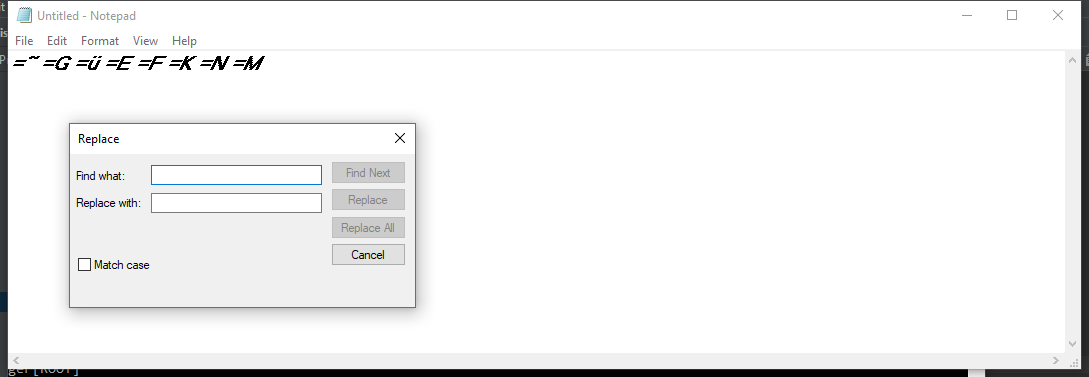 Untitled - Notepad
File Edit Format View Help
=~ =G =ü =E =F =K =N =M
Replace
Find what:
Find Next
Replace with:
Replace
Replace All
Cancel
Match case